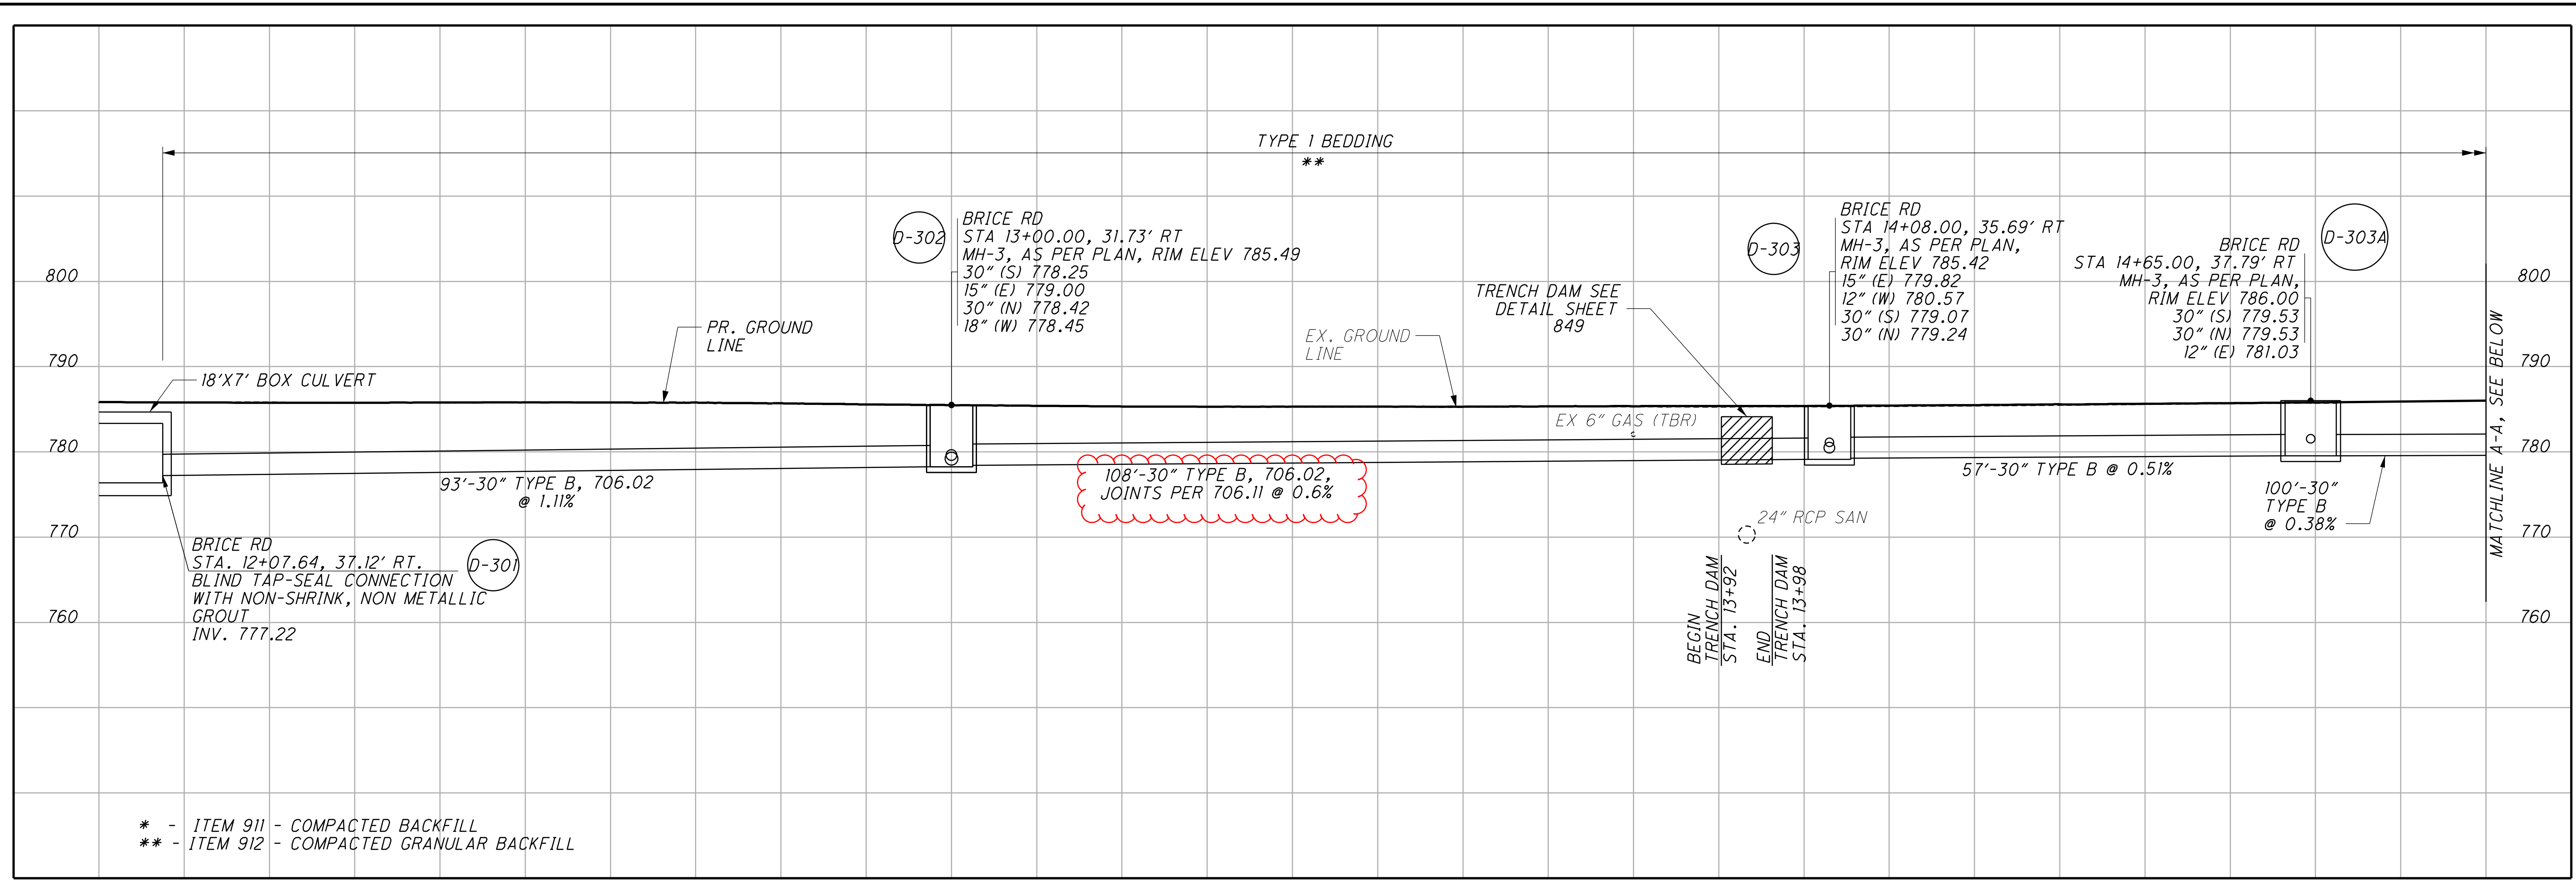 TYPE 1 BEDDING
**
D-302
BRICE RD
STA 13+00.00, 31.73' RT
MH-3, AS PER PLAN, RIM ELEV 785.49
30" (S) 778.25
15" (E) 779.00
30" (N) 778.42
18" (W) 778.45
D-303
BRICE RD
STA 14+08.00, 35.69' RT
MH-3, AS PER PLAN,
RIM ELEV 785.42
15" (E) 779.82
12" (W) 780.57
30" (S) 779.07
30" (N) 779.24
D-303A
BRICE RD
STA 14+65.00, 37.79' RT
MH-3, AS PER PLAN,
RIM ELEV 786.00
30" (S) 779.53
30" (N) 779.53
12" (E) 781.03
800
790
780
770
760
800
790
780
770
760
TRENCH DAM SEE
DETAIL SHEET
849
PR. GROUND
LINE
EX. GROUND
LINE
18'X7' BOX CULVERT
EX 6" GAS (TBR)
93'-30" TYPE B, 706.02
@ 1.11%
108'-30" TYPE B, 706.02,
JOINTS PER 706.11 @ 0.6%
57'-30" TYPE B @ 0.51%
100'-30"
TYPE B
@ 0.38%
MATCHLINE A-A, SEE BELOW
24" RCP SAN
BRICE RD
STA. 12+07.64, 37.12' RT.
BLIND TAP-SEAL CONNECTION
WITH NON-SHRINK, NON METALLIC
GROUT
INV. 777.22
D-301
BEGIN
TRENCH DAM
STA. 13+92
END
TRENCH DAM
STA. 13+98
* - ITEM 911 - COMPACTED BACKFILL
** - ITEM 912 - COMPACTED GRANULAR BACKFILL